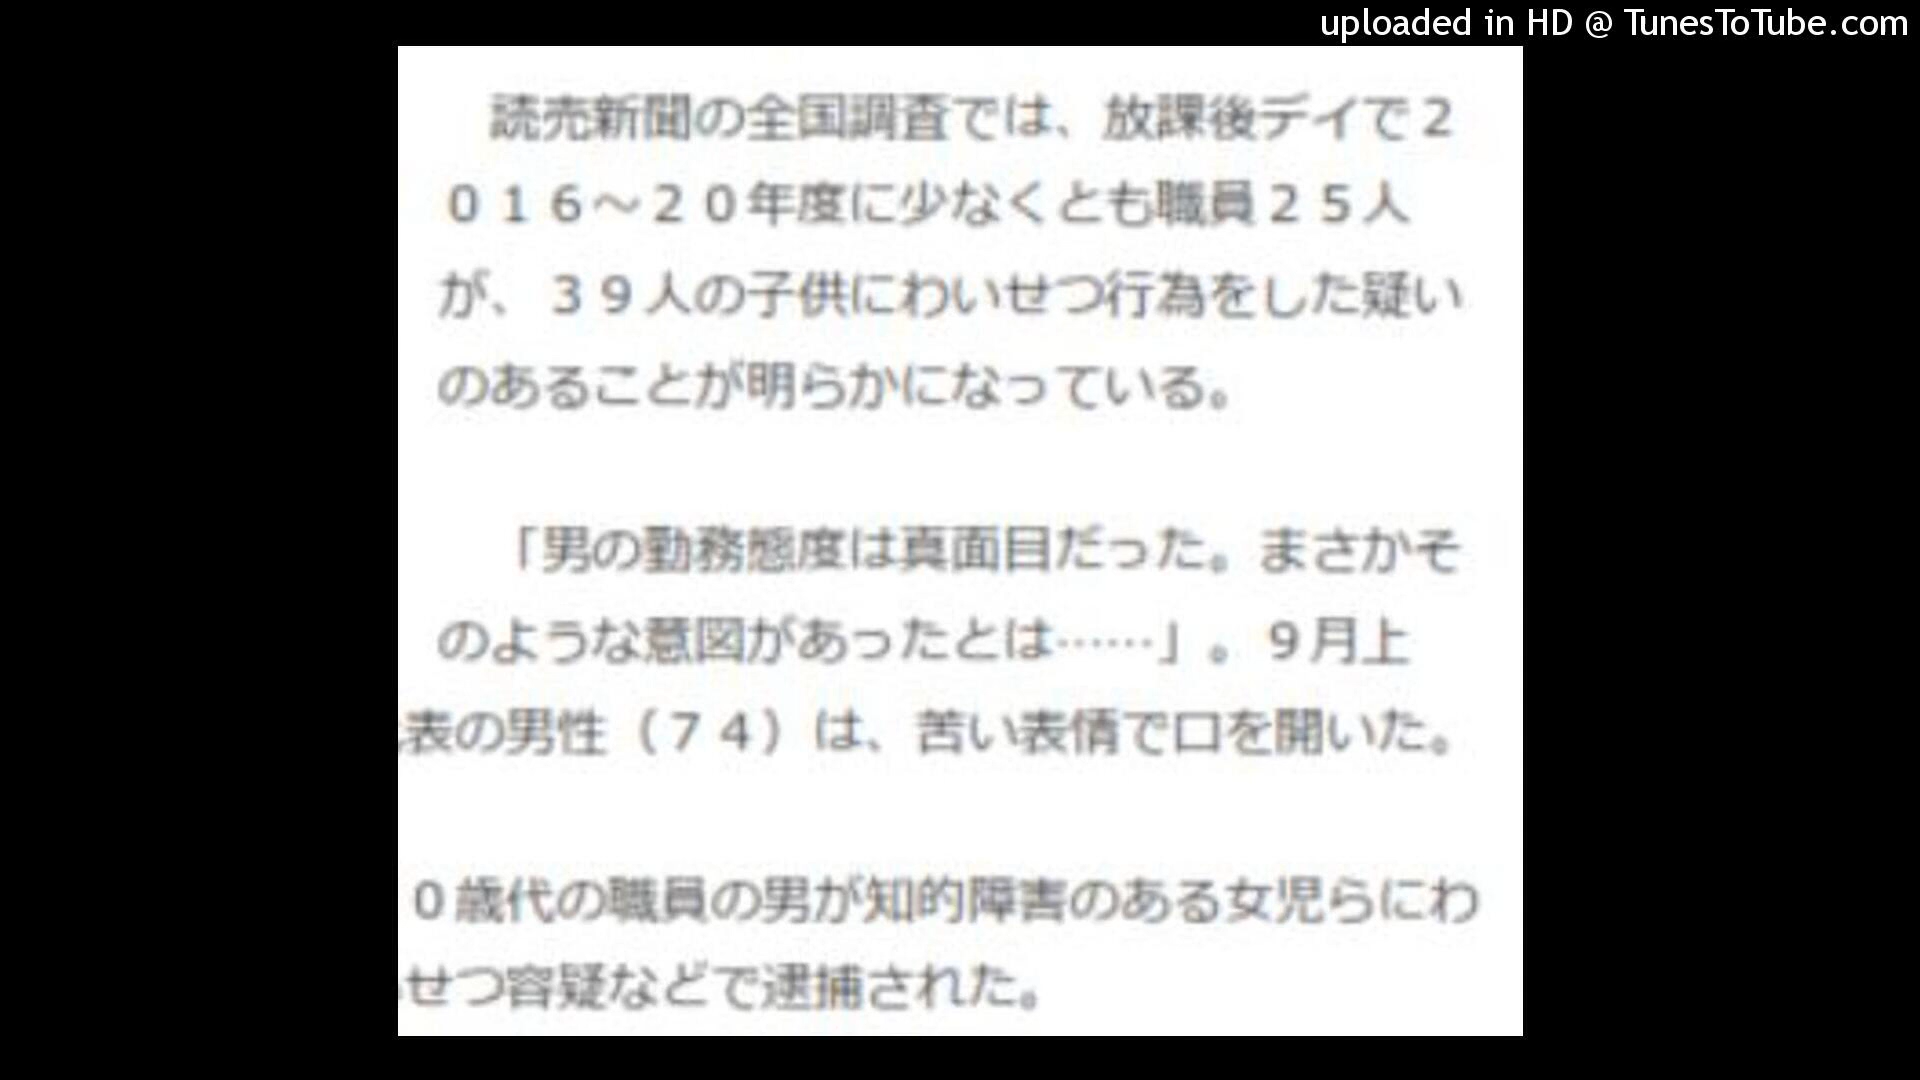 uploaded in HD @ TunesToTube.com
読売新聞の全国調査では、放課後デイで２
０１６～２０年度に少なくとも職員２５人
が、３９人の子供にわいせつ行為をした疑い
のあることが明らかになっている。
「男の勤務態度は真面目だった。まさかそ
のような意図があったとは……」。９月上
表の男性（７４）は、苦い表情で口を開いた。
０歳代の職員の男が知的障害のある女児らにわ
せつ容疑などで逮捕された。